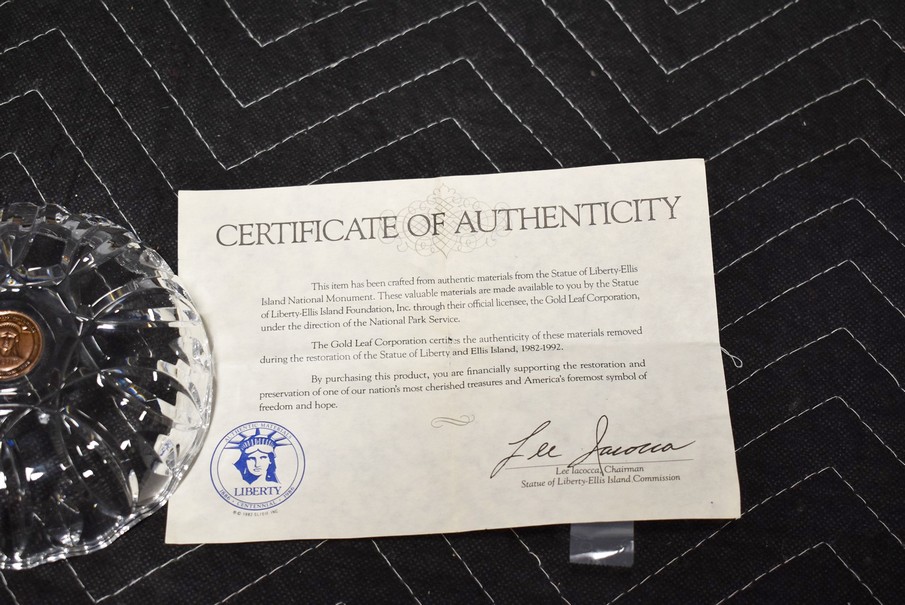 CERTIFICATE OF AUTHENTICITY
This item has been crafted from authentic materials from the Statue of Liberty-Ellis
Island National Monument. These valuable materials are made available to you by the Statue
of Liberty-Ellis Island Foundation, Inc. through their official licensee, the Gold Leaf Corporation,
under the direction of the National Park Service.
The Gold Leaf Corporation certifies the authenticity of these materials removed
during the restoration of the Statue of Liberty and Ellis Island, 1982-1992.
By purchasing this product, you are financially supporting the restoration and
preservation of one of our nation's most cherished treasures and America's foremost symbol of
freedom and hope.
AUTHENTIC MATERIALS
LIBERTY
1886 CENTENNIAL 1986
Lee Iacocca
Lee Iacocca, Chairman
Statue of Liberty-Ellis Island Commission